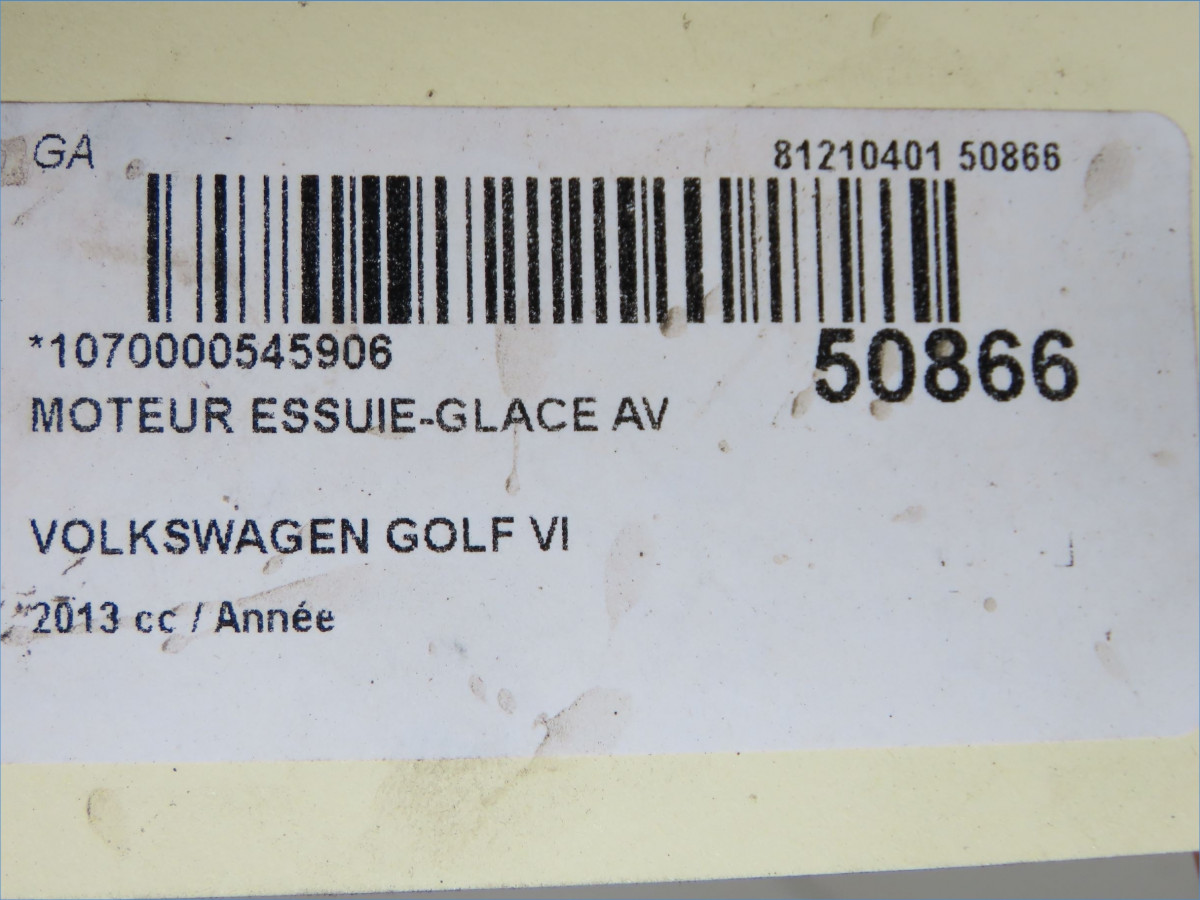 GA
81210401 50866
*1070000545906
50866
MOTEUR ESSUIE-GLACE AV
VOLKSWAGEN GOLF VI
2013 cc / Année